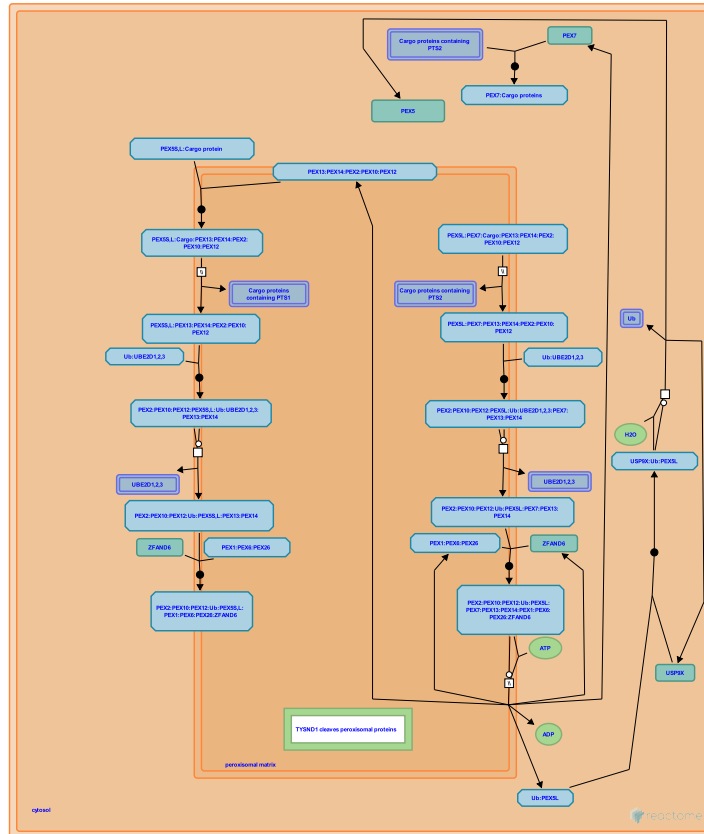 Cargo proteins containing
PTS2
PEX7
PEX7:Cargo proteins
PEX5
PEX5S,L:Cargo protein
PEX13:PEX14:PEX2:PEX10:PEX12
PEX5S,L:Cargo:PEX13:PEX14:PEX2:
PEX10:PEX12
PEX5L:PEX7:Cargo:PEX13:PEX14:PEX2:
PEX10:PEX12
Cargo proteins
containing PTS1
Cargo proteins containing
PTS2
Ub
PEX5S,L:PEX13:PEX14:PEX2:PEX10:
PEX12
PEX5L:PEX7:PEX13:PEX14:PEX2:PEX10:
PEX12
Ub:UBE2D1,2,3
Ub:UBE2D1,2,3
PEX2:PEX10:PEX12:PEX5S,L:Ub:UBE2D1,2,3:
PEX13:PEX14
PEX2:PEX10:PEX12:PEX5L:Ub:UBE2D1,2,3:PEX7:
PEX13:PEX14
H2O
USP9X:Ub:PEX5L
UBE2D1,2,3
UBE2D1,2,3
PEX2:PEX10:PEX12:Ub:PEX5S,L:PEX13:PEX14
PEX2:PEX10:PEX12:Ub:PEX5L:PEX7:PEX13:
PEX14
ZFAND6
PEX1:PEX6:PEX26
PEX1:PEX6:PEX26
ZFAND6
PEX2:PEX10:PEX12:Ub:PEX5S,L:
PEX1:PEX6:PEX26:ZFAND6
PEX2:PEX10:PEX12:Ub:PEX5L:
PEX7:PEX13:PEX14:PEX1:PEX6:
PEX26:ZFAND6
ATP
USP9X
TYSND1 cleaves peroxisomal proteins
ADP
peroxisomal matrix
Ub:PEX5L
cytosol
reactome